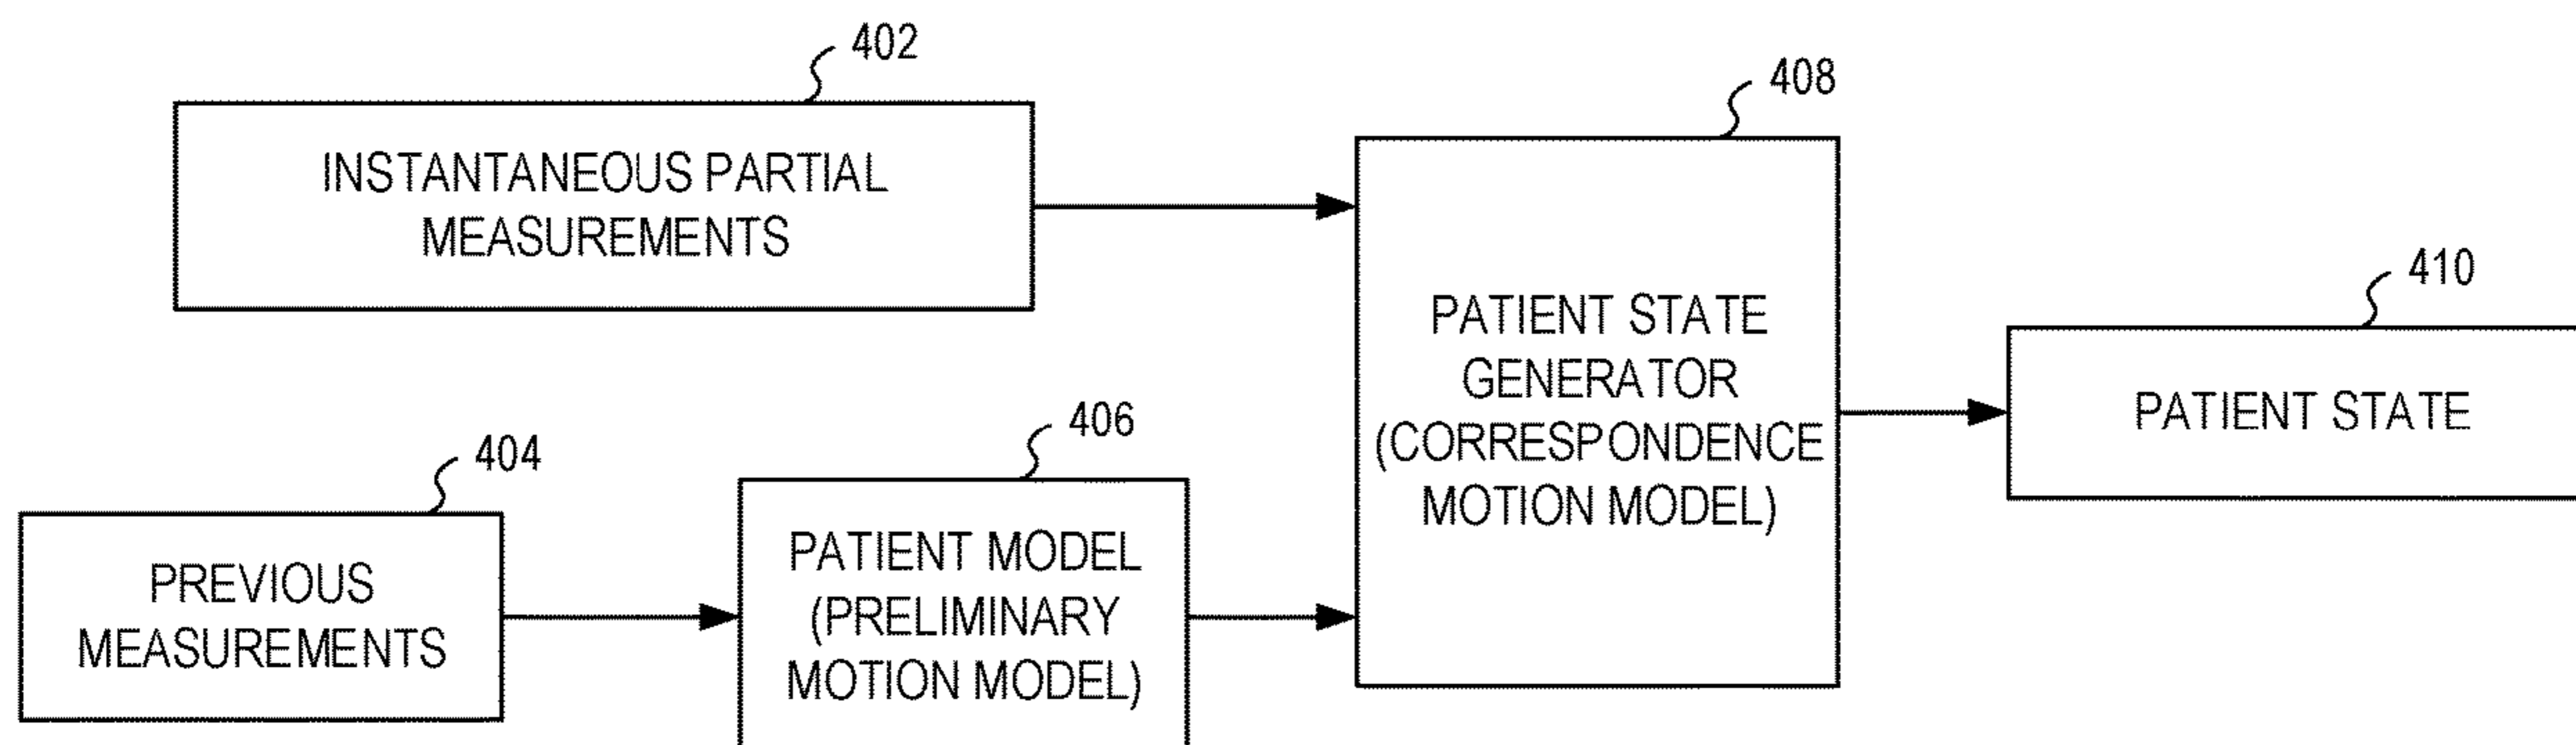 402
INSTANTANEOUS PARTIAL
MEASUREMENTS
408
PATIENT STATE
GENERATOR
(CORRESPONDENCE
MOTION MODEL)
410
PATIENT STATE
404
PREVIOUS
MEASUREMENTS
406
PATIENT MODEL
(PRELIMINARY
MOTION MODEL)